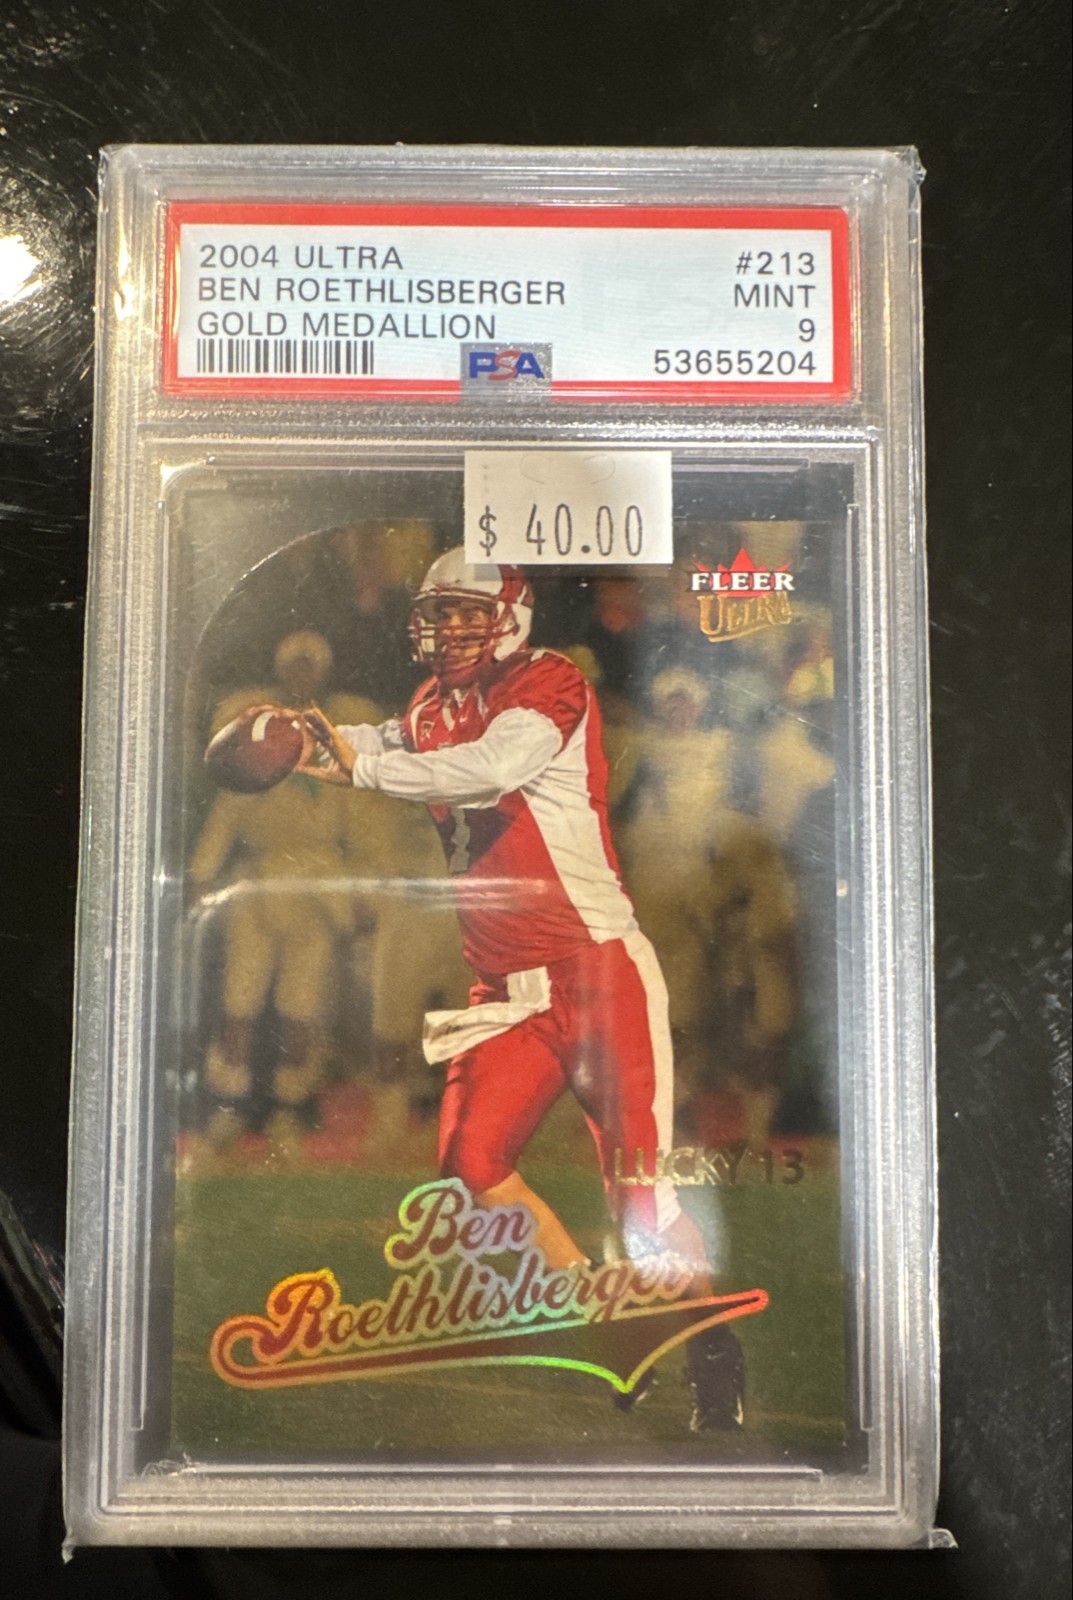 2004 ULTRA #213
BEN ROETHLISBERGER MINT
GOLD MEDALLION 9
PSA 53655204
$ 40.00
FLEER
ULTRA
LUCKY 13
Ben
Roethlisberger